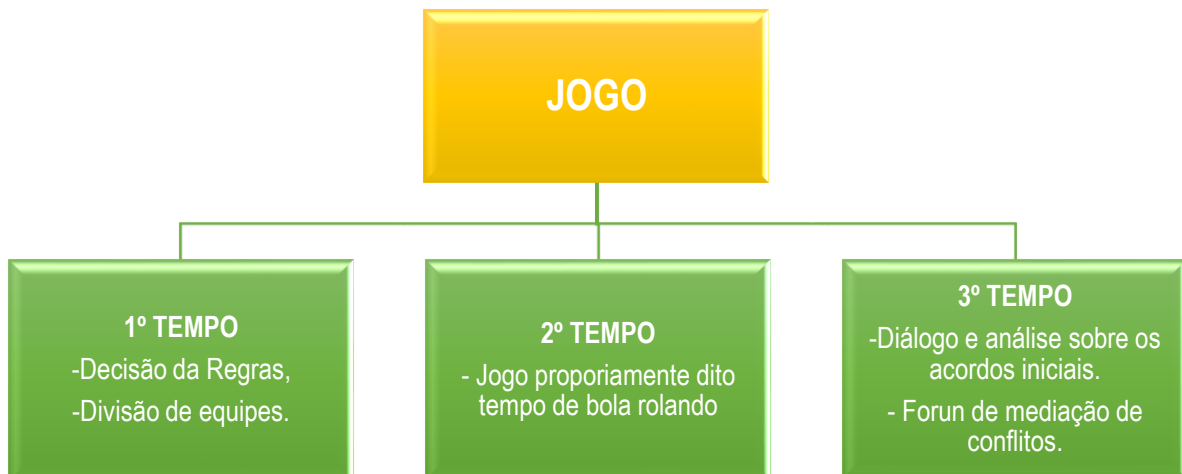 JOGO
1º TEMPO
-Decisão da Regras,
-Divisão de equipes.
2º TEMPO
- Jogo proporiamente dito
tempo de bola rolando
3º TEMPO
-Diálogo e análise sobre os
acordos iniciais.
- Forun de mediação de
conflitos.